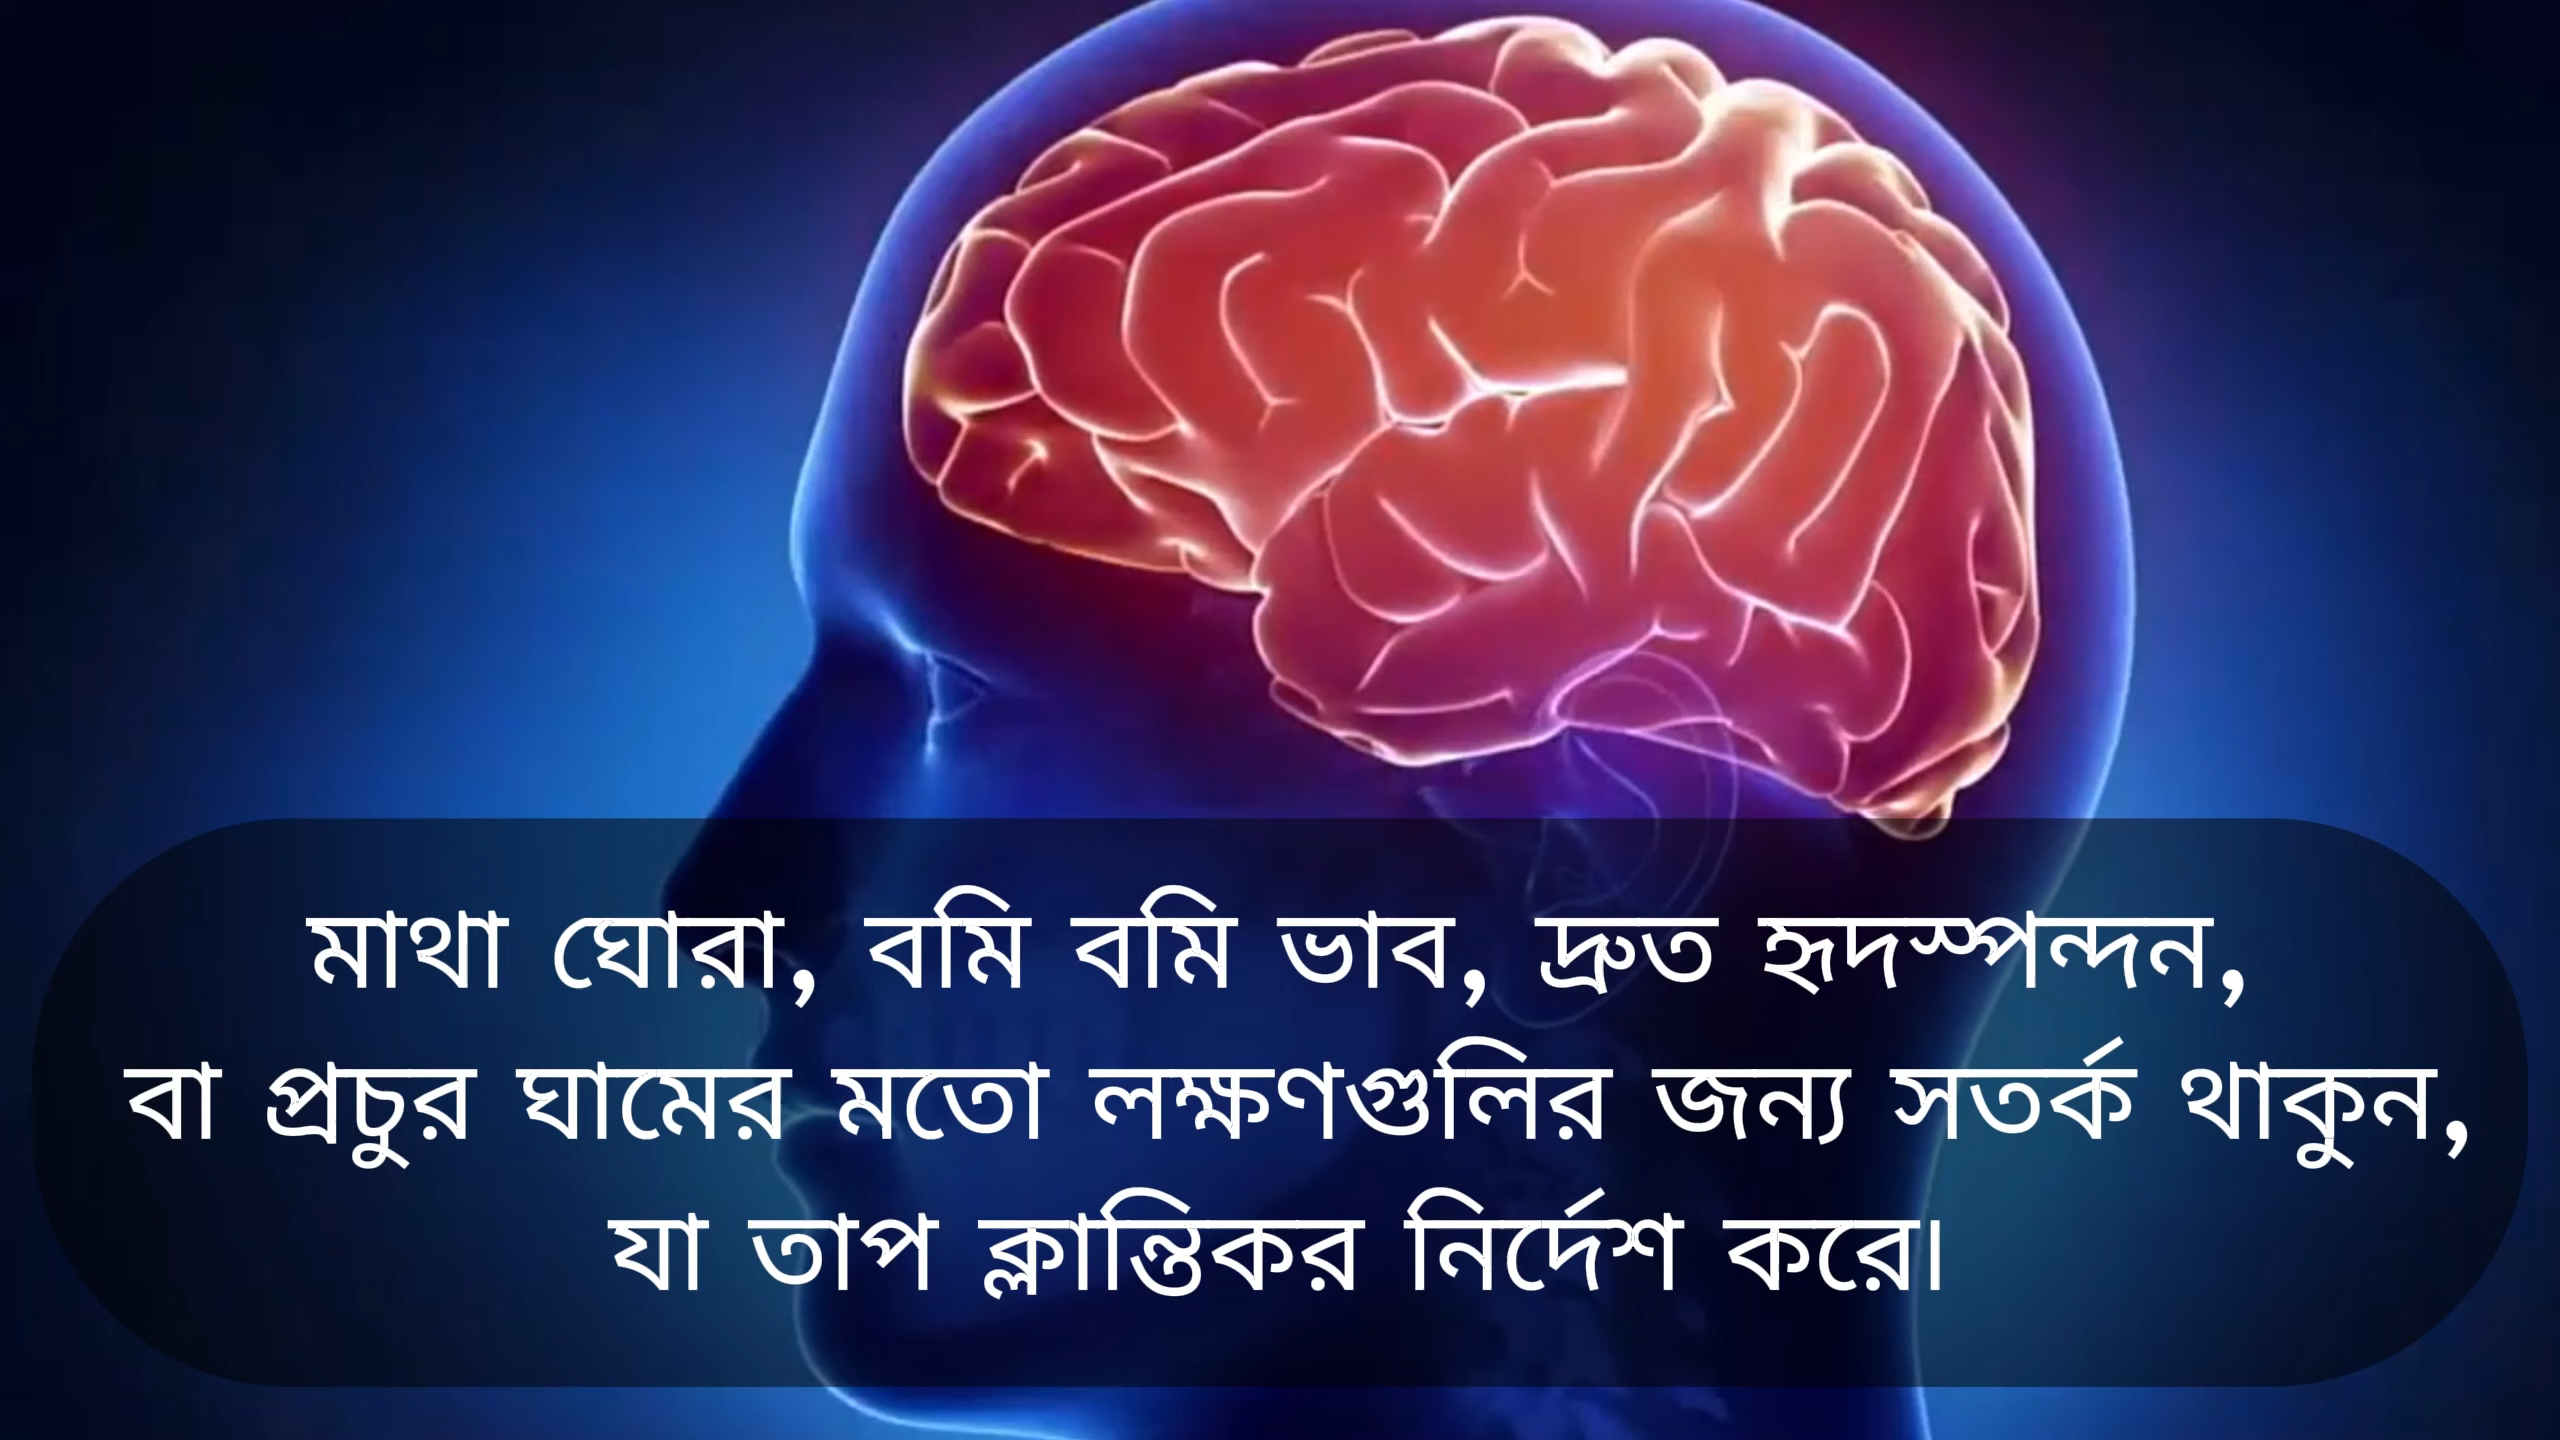 মাথা ঘোরা, বমি বমি ভাব, দ্রুত হৃদস্পন্দন,
বা প্রচুর ঘামের মতো লক্ষণগুলির জন্য সতর্ক থাকুন,
যা তাপ ক্লান্তিকর নির্দেশ করে।